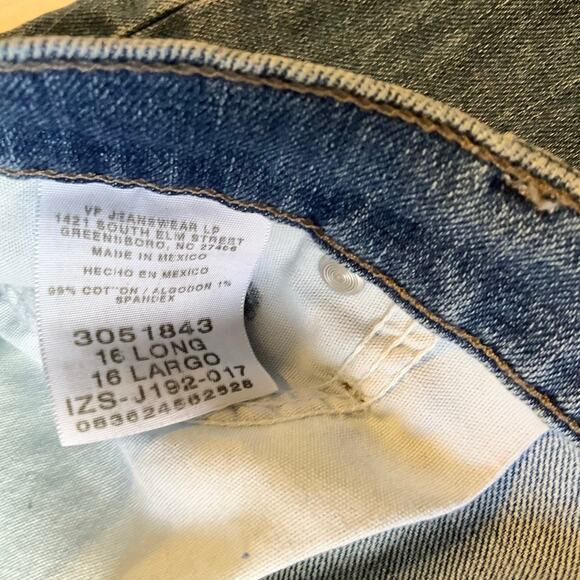 VF JEANSWEAR LP
1421 SOUTH ELM STREET
GREENSBORO, NC 27406
MADE IN MEXICO
HECHO EN MEXICO
99% COTTON / ALGODON 1%
SPANDEX
3051843
16 LONG
16 LARGO
IZS-J192-017
083624562528